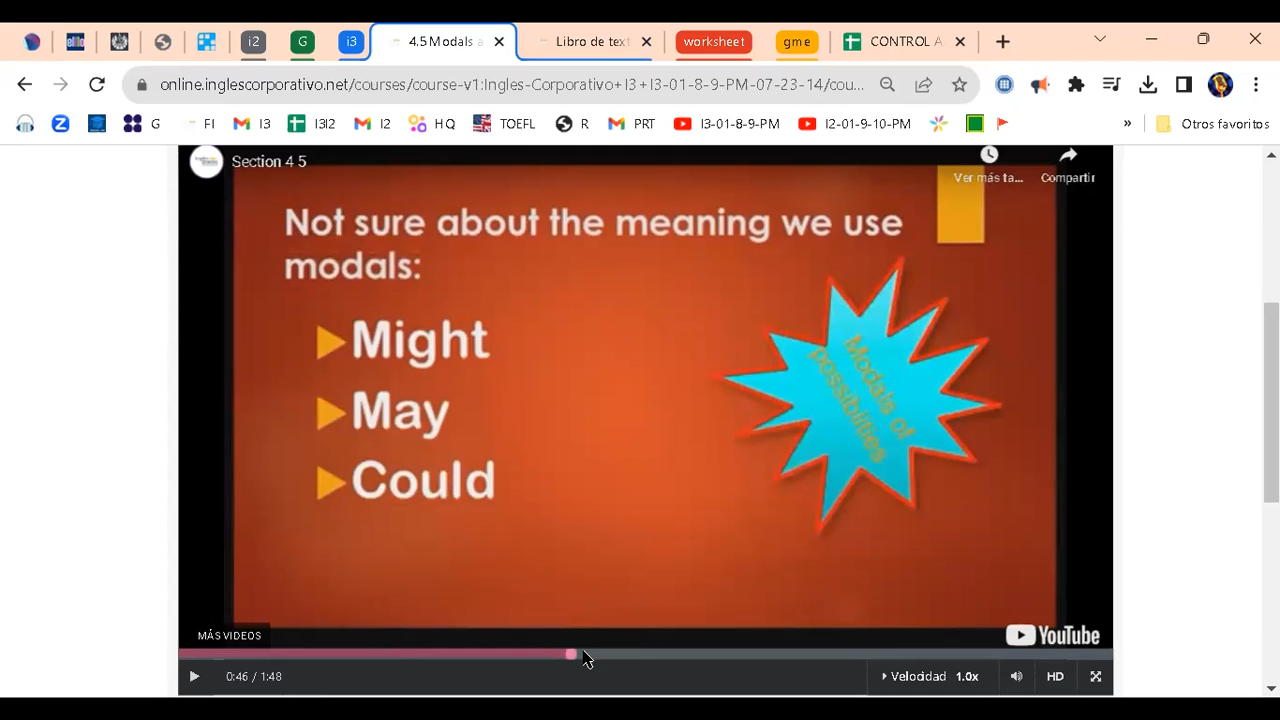 i2
G
i3
4.5 Modals a
Libro de text
worksheet
gme
CONTROL A
online.inglescorporativo.net/courses/course-v1:Ingles-Corporativo+I3+I3-01-8-9-PM-07-23-14/cou...
G
FI
I3
I3I2
I2
HQ
TOEFL
R
PRT
I3-01-8-9-PM
I2-01-9-10-PM
»
Otros favoritos
Section 4 5
Ver más ta...
Compartir
Not sure about the meaning we use
modals:
Might
May
Could
Modals of
possibilities
MÁS VIDEOS
YouTube
0:46 / 1:48
Velocidad 1.0x
HD